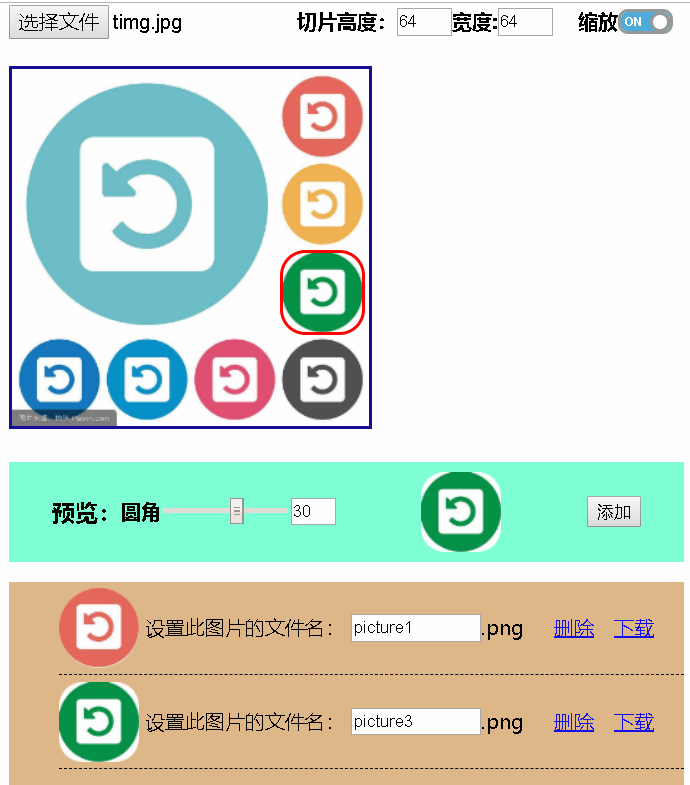 选择文件 timg.jpg 切片高度： 64 宽度:64 缩放 ON
预览：圆角 30 添加
设置此图片的文件名： picture1 .png 删除 下载
设置此图片的文件名： picture3 .png 删除 下载